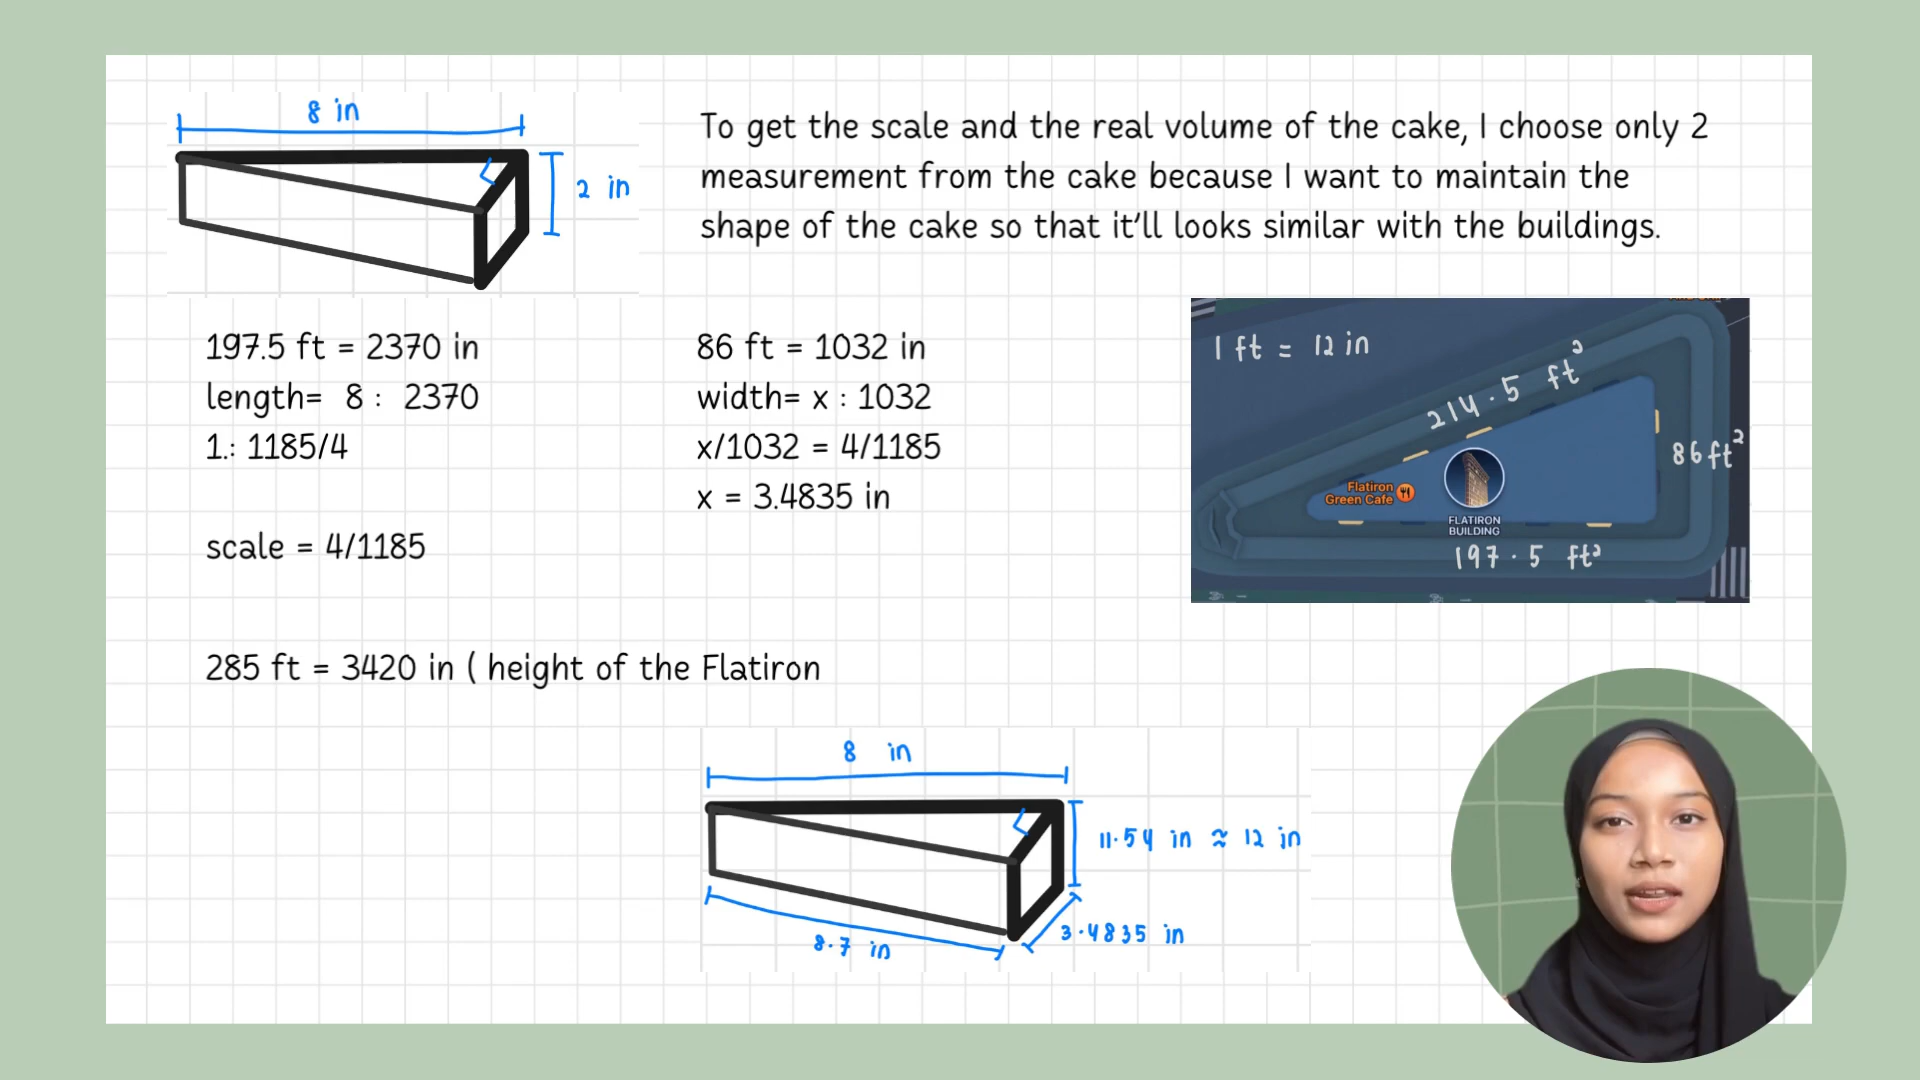 8 in
2 in
To get the scale and the real volume of the cake, I choose only 2
measurement from the cake because I want to maintain the
shape of the cake so that it'll looks similar with the buildings.
197.5 ft = 2370 in
length= 8 : 2370
1.: 1185/4
scale = 4/1185
86 ft = 1032 in
width= x : 1032
x/1032 = 4/1185
x = 3.4835 in
1 ft = 12 in
214.5 ft²
86 ft²
Flatiron
Green Cafe
FLATIRON
BUILDING
197.5 ft²
285 ft = 3420 in ( height of the Flatiron
8 in
11.54 in ≈ 12 in
3.4835 in
8.7 in